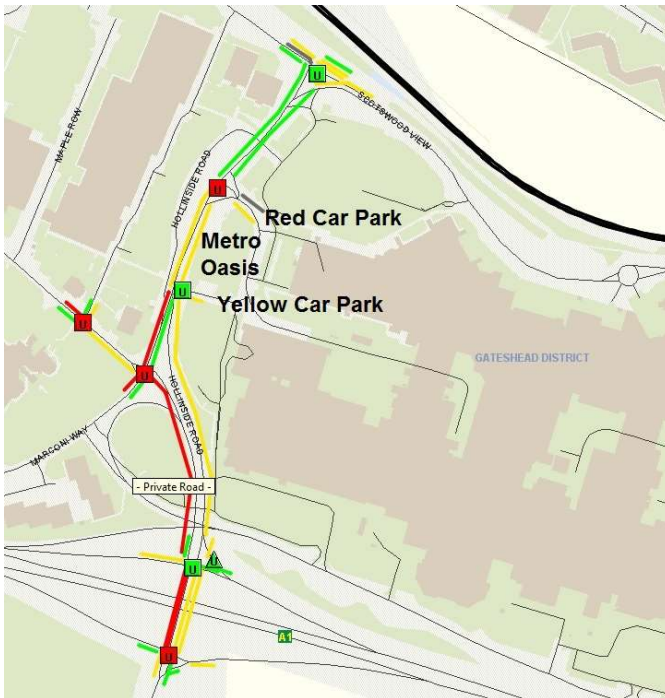 U
SCOTSWOOD VIEW
MAPLE ROW
HOLLINSIDE ROAD
U
Red Car Park
Metro
Oasis
U
Yellow Car Park
U
GATESHEAD DISTRICT
U
HOLLINSIDE ROAD
MARCONI WAY
- Private Road -
U
U
A1
U